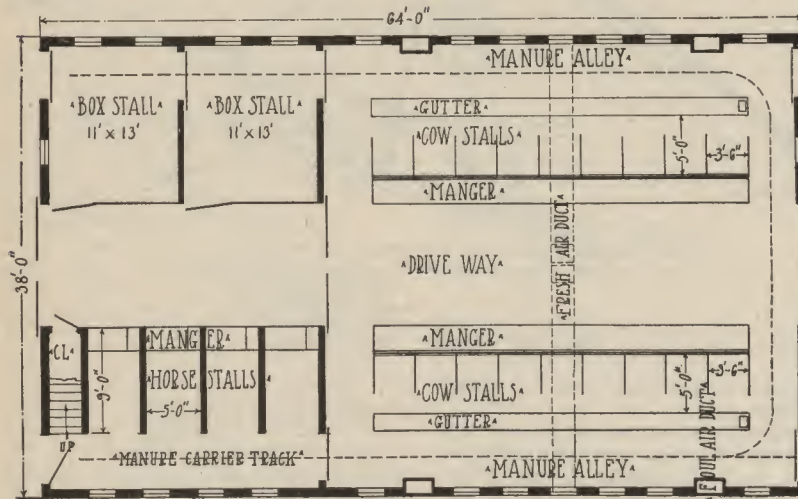 64'-0"
MANURE ALLEY
BOX STALL
11' x 13'
BOX STALL
11' x 13'
GUTTER
COW STALLS
5'-0"
3'-6"
MANGER
38'-0"
DRIVE WAY
FRESH AIR DUCT
MANGER
MANGER
CL
9'-0"
HORSE STALLS
5'-0"
COW STALLS
5'-0"
3'-6"
GUTTER
UP
MANURE CARRIER TRACK
MANURE ALLEY
FOUL AIR DUCT